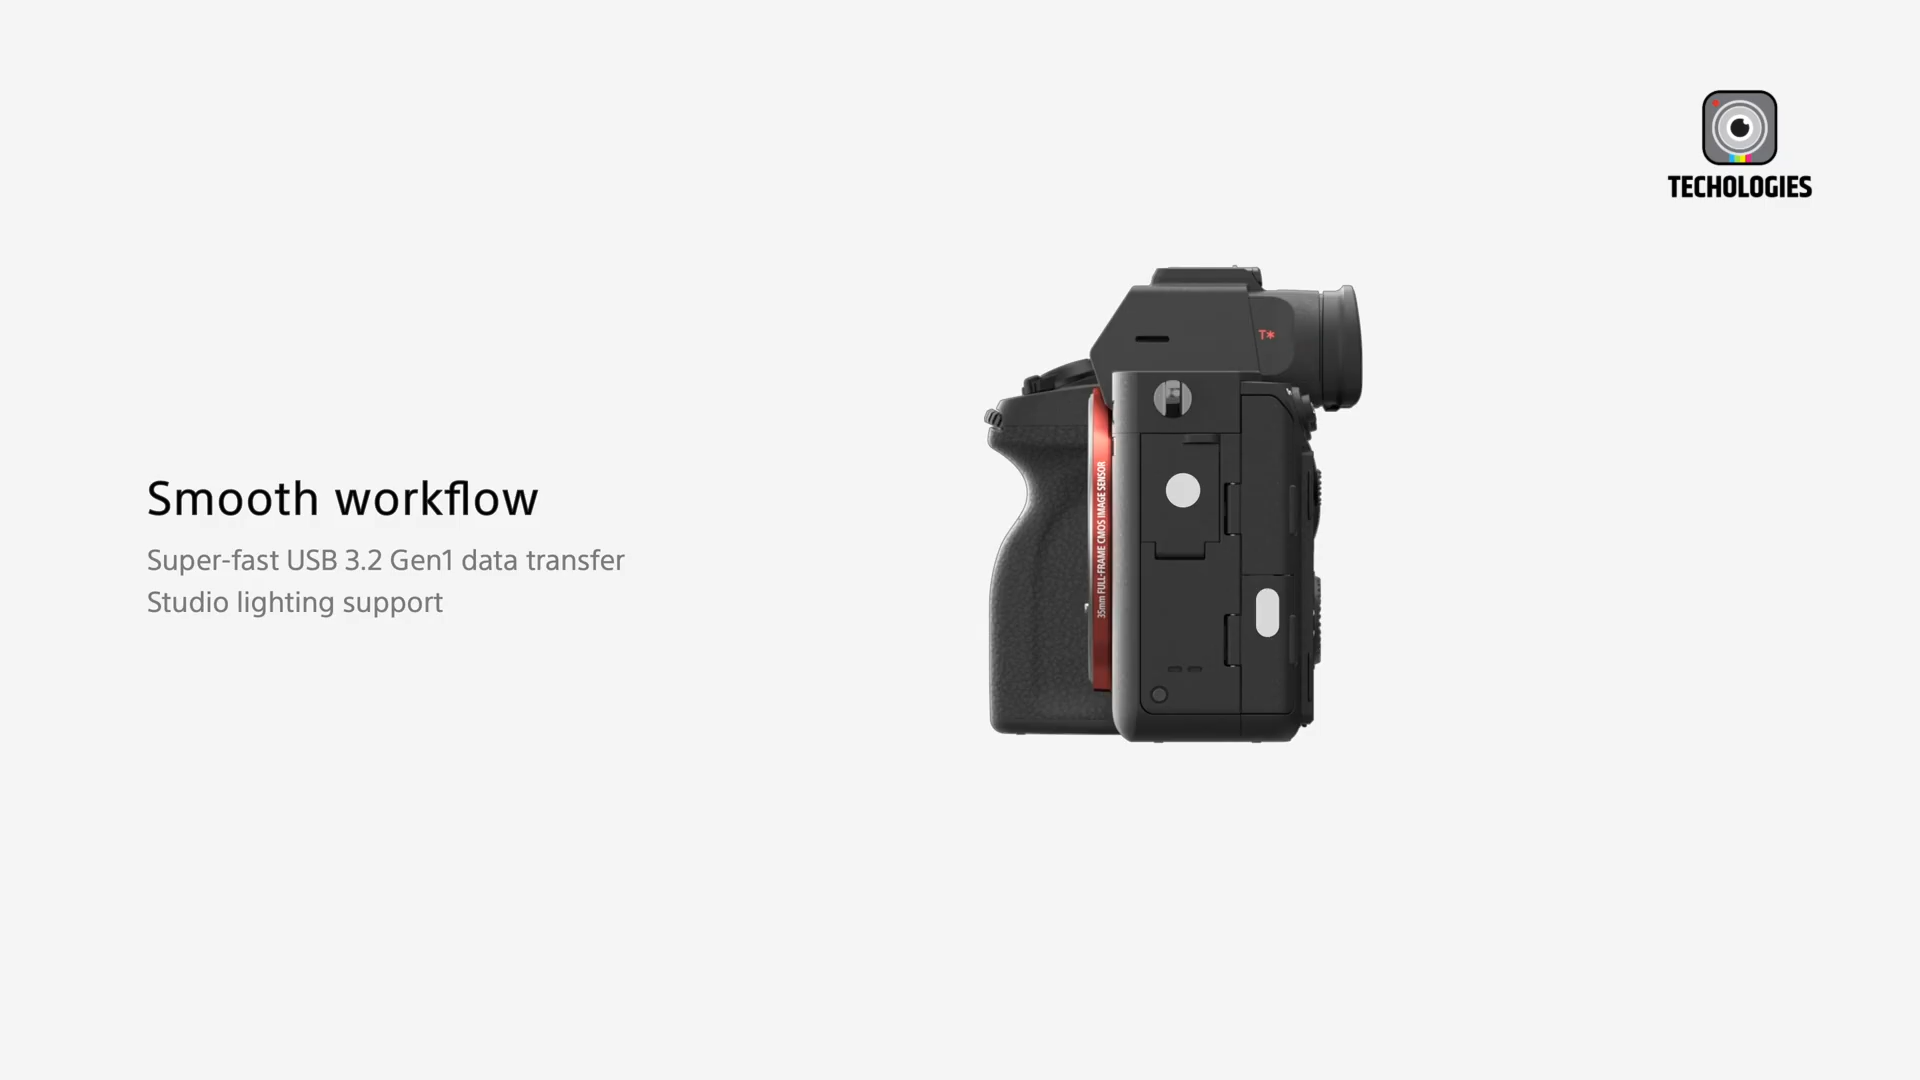 TECHOLOGIES
T*
Smooth workflow
Super-fast USB 3.2 Gen1 data transfer
Studio lighting support
35mm FULL-FRAME CMOS IMAGE SENSOR